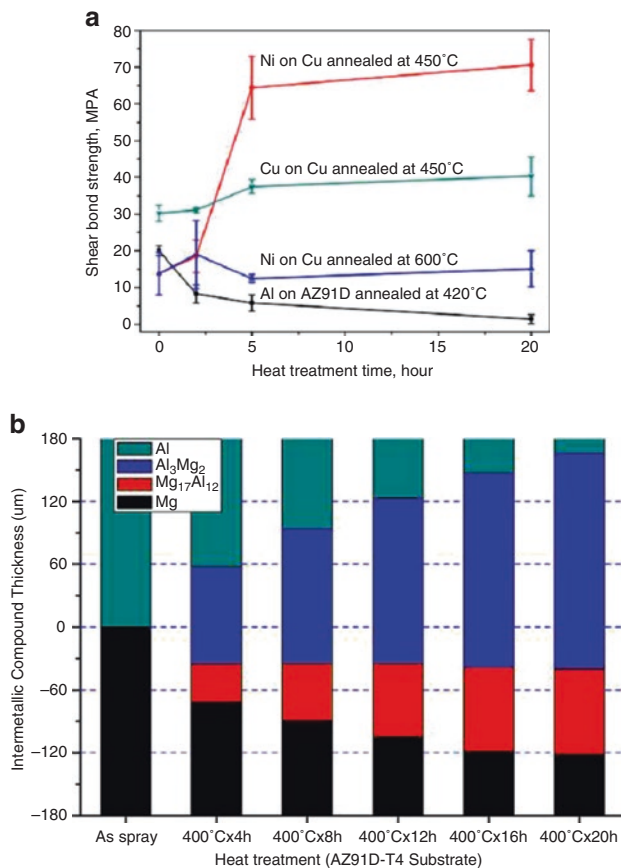 a
80
70
60
50
40
30
20
10
0
Shear bond strength, MPA
Ni on Cu annealed at 450°C
Cu on Cu annealed at 450°C
Ni on Cu annealed at 600°C
Al on AZ91D annealed at 420°C
0 5 10 15 20
Heat treatment time, hour
b
180
120
60
0
−60
−120
−180
Intermetallic Compound Thickness (um)
Al
Al₃Mg₂
Mg₁₇Al₁₂
Mg
As spray 400°Cx4h 400°Cx8h 400°Cx12h 400°Cx16h 400°Cx20h
Heat treatment (AZ91D-T4 Substrate)